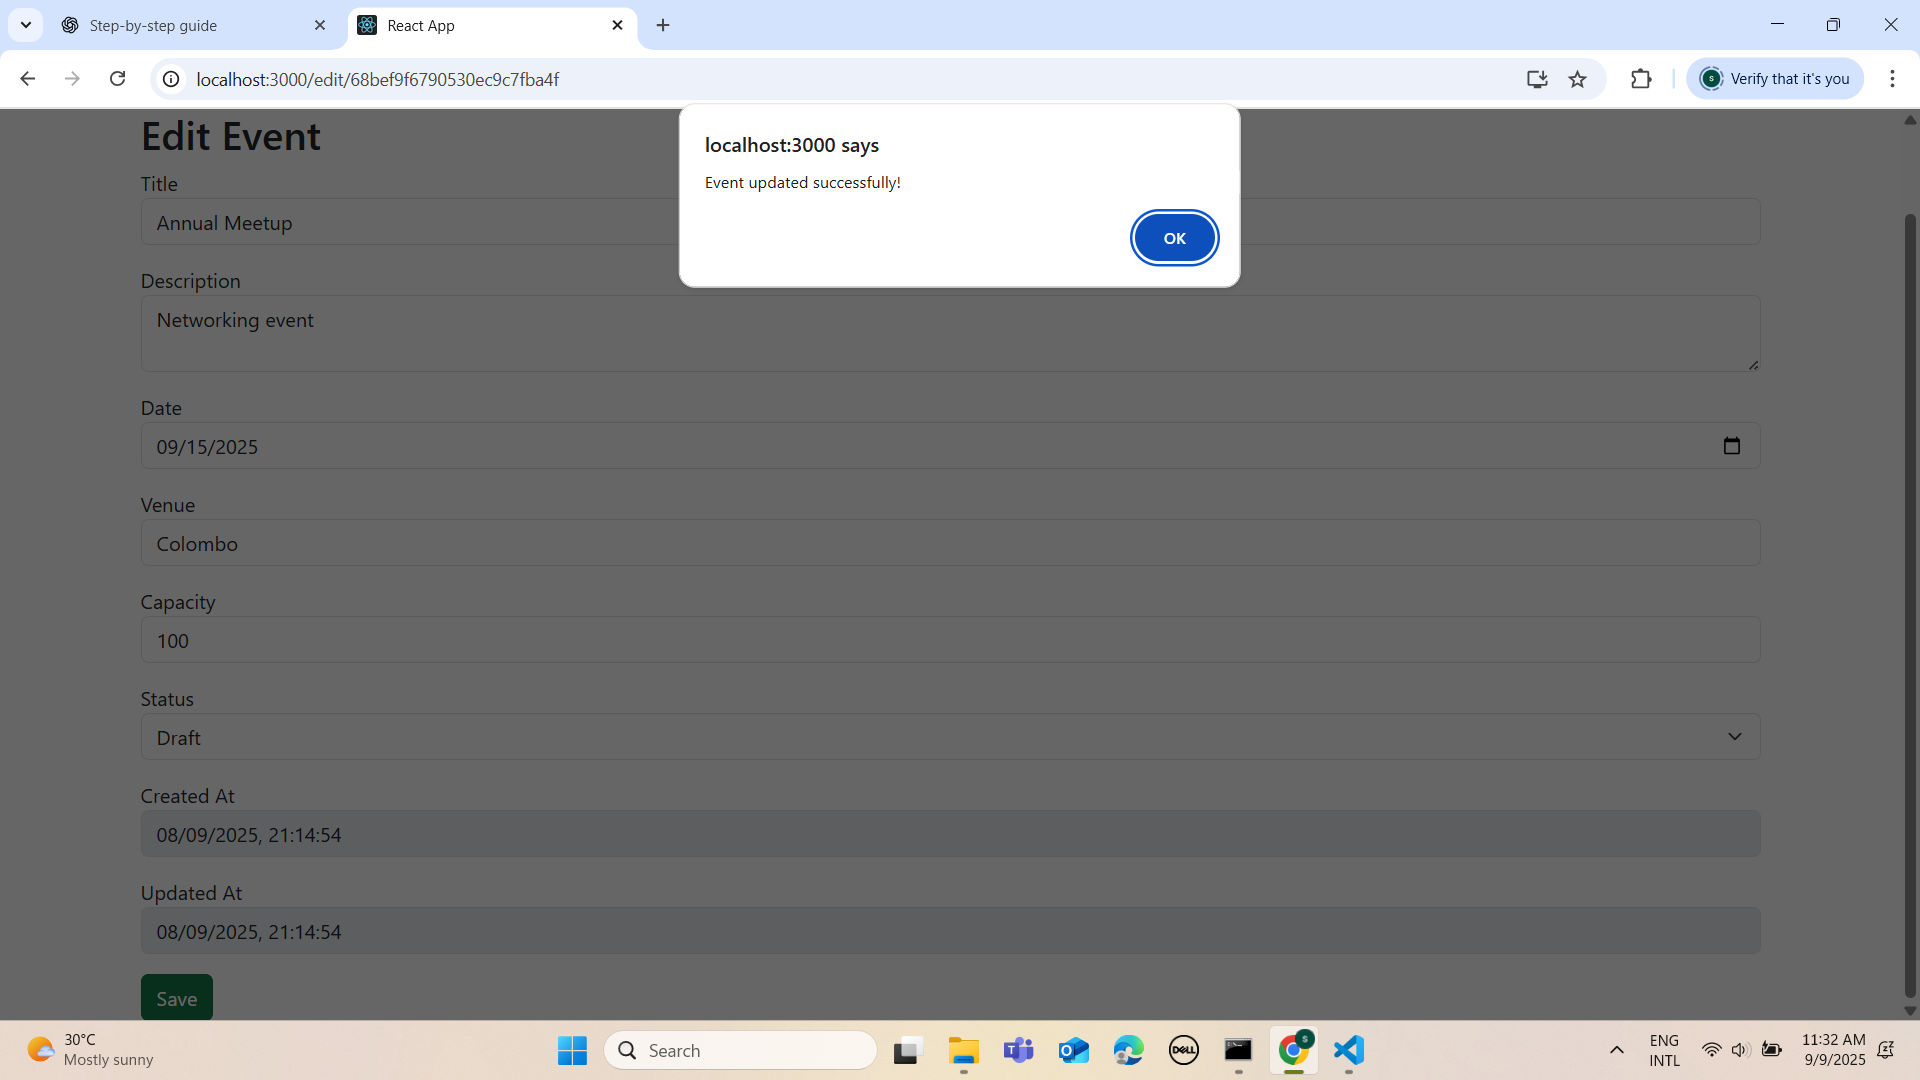 Step-by-step guide
React App
localhost:3000/edit/68bef9f6790530ec9c7fba4f
S
Verify that it's you
localhost:3000 says
Event updated successfully!
OK
Edit Event
Title
Annual Meetup
Description
Networking event
Date
09/15/2025
Venue
Colombo
Capacity
100
Status
Draft
Created At
08/09/2025, 21:14:54
Updated At
08/09/2025, 21:14:54
Save
30°C
Mostly sunny
Search
DELL
S
ENG
INTL
11:32 AM
9/9/2025